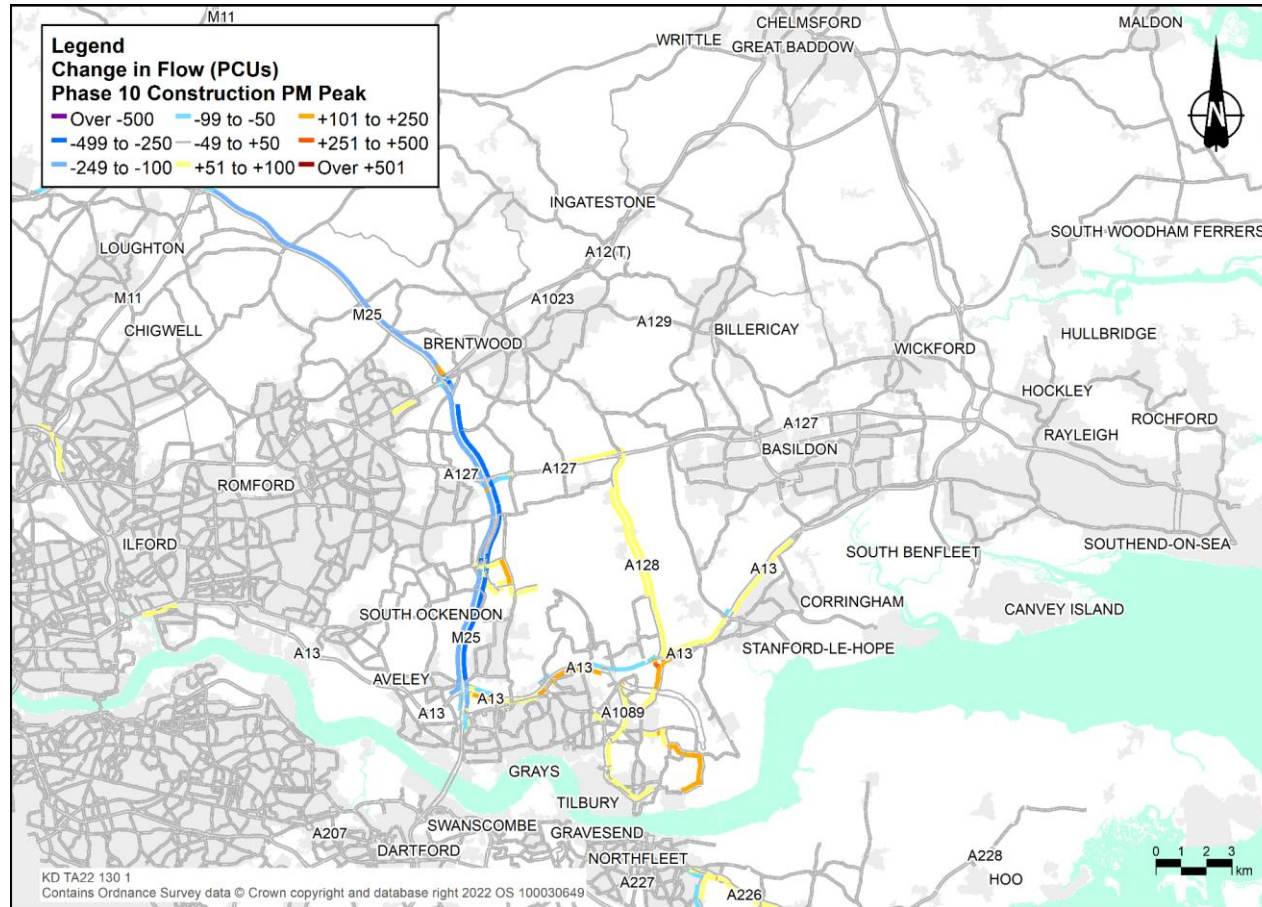 M11
CHELMSFORD
MALDON
WRITTLE
GREAT BADDOW
Legend
Change in Flow (PCUs)
Phase 10 Construction PM Peak
Over -500
-99 to -50
+101 to +250
-499 to -250
-49 to +50
+251 to +500
-249 to -100
+51 to +100
Over +501
N
INGATESTONE
LOUGHTON
SOUTH WOODHAM FERRERS
A12(T)
M11
M25
A1023
CHIGWELL
A129
BILLERICAY
HULLBRIDGE
BRENTWOOD
WICKFORD
HOCKLEY
ROCHFORD
A127
RAYLEIGH
BASILDON
A127
A127
ROMFORD
ILFORD
SOUTHEND-ON-SEA
SOUTH BENFLEET
A128
A13
CORRINGHAM
CANVEY ISLAND
SOUTH OCKENDON
M25
STANFORD-LE-HOPE
A13
A13
A13
AVELEY
A13
A13
A1089
GRAYS
TILBURY
SWANSCOMBE
A207
GRAVESEND
DARTFORD
NORTHFLEET
A228
HOO
A227
A226
0 1 2 3
km
KD TA22 130 1
Contains Ordnance Survey data © Crown copyright and database right 2022 OS 100030649